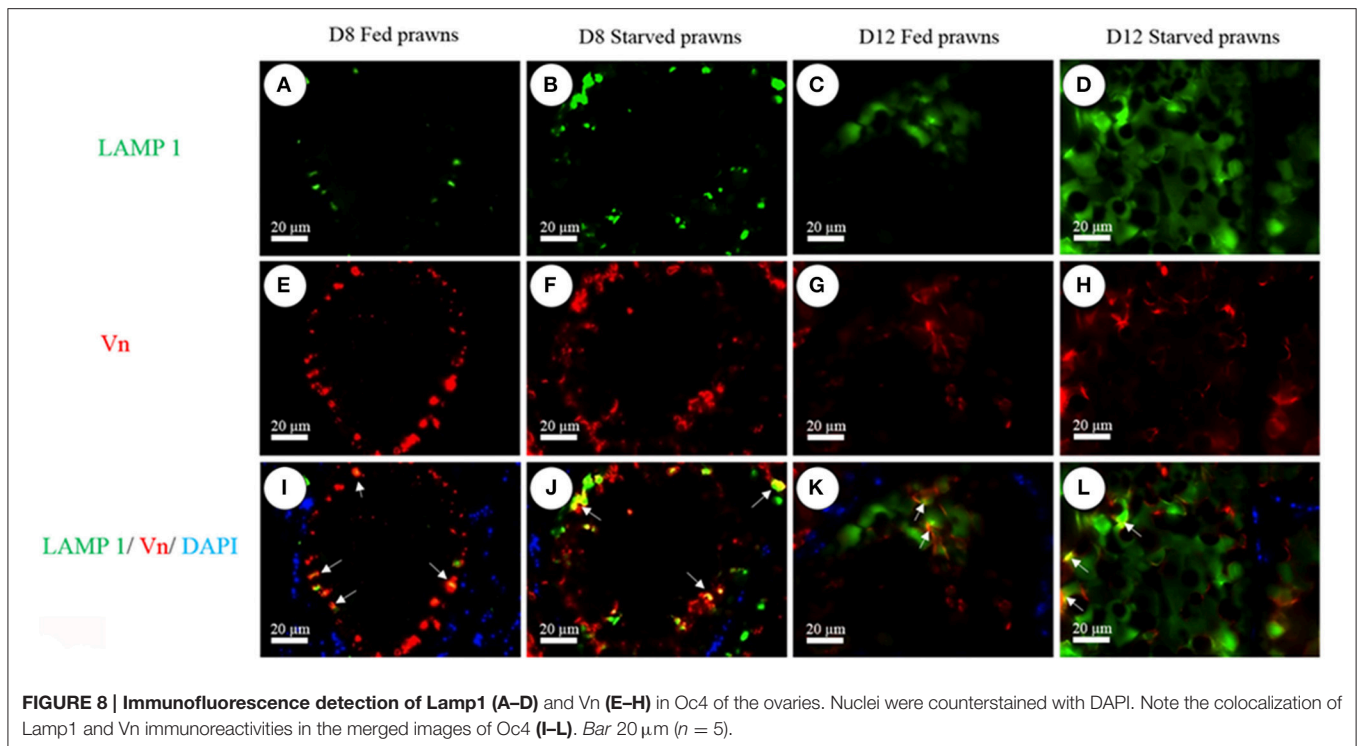 D8 Fed prawns D8 Starved prawns D12 Fed prawns D12 Starved prawns
LAMP 1
A B C D
20 µm 20 µm 20 µm 20 µm
Vn
E F G H
20 µm 20 µm 20 µm 20 µm
LAMP 1/ Vn/ DAPI
I J K L
20 µm 20 µm 20 µm 20 µm
FIGURE 8 | Immunofluorescence detection of Lamp1 (A–D) and Vn (E–H) in Oc4 of the ovaries. Nuclei were counterstained with DAPI. Note the colocalization of
Lamp1 and Vn immunoreactivities in the merged images of Oc4 (I–L). Bar 20 µm (n = 5).